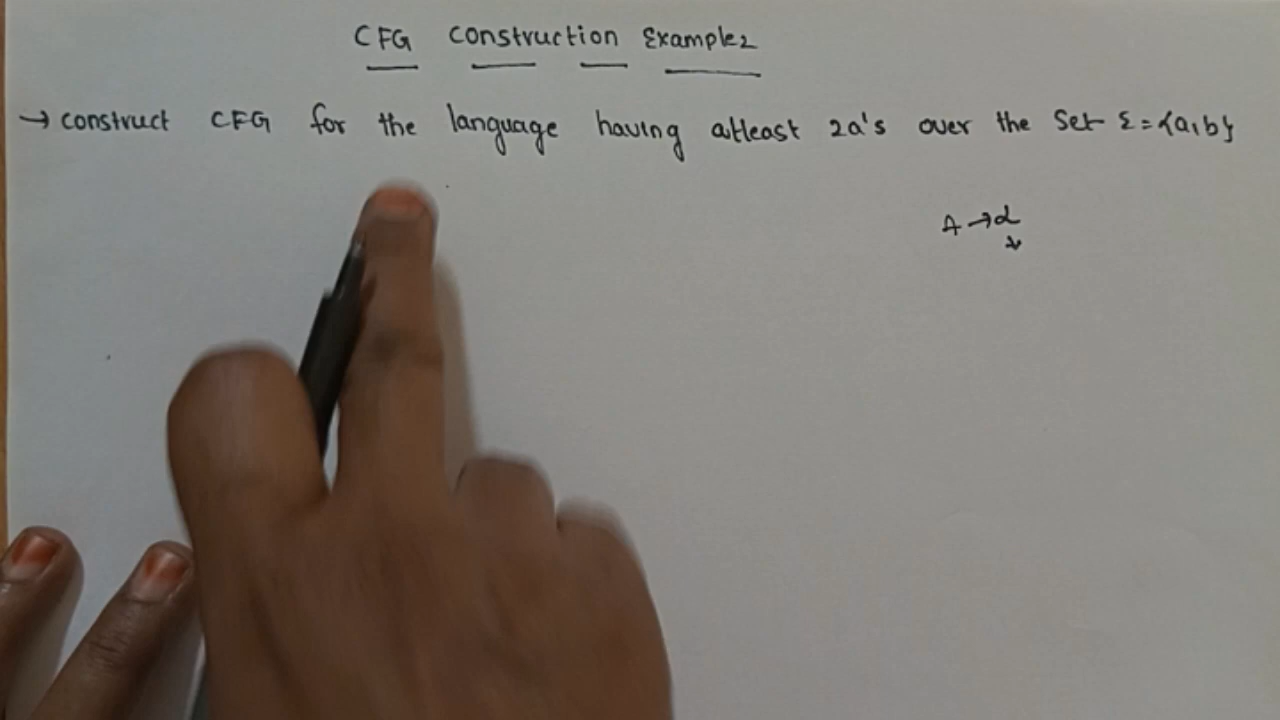 CFG construction Example2
→ construct CFG for the language having atleast 2a's over the Set Σ={a,b}
A→α